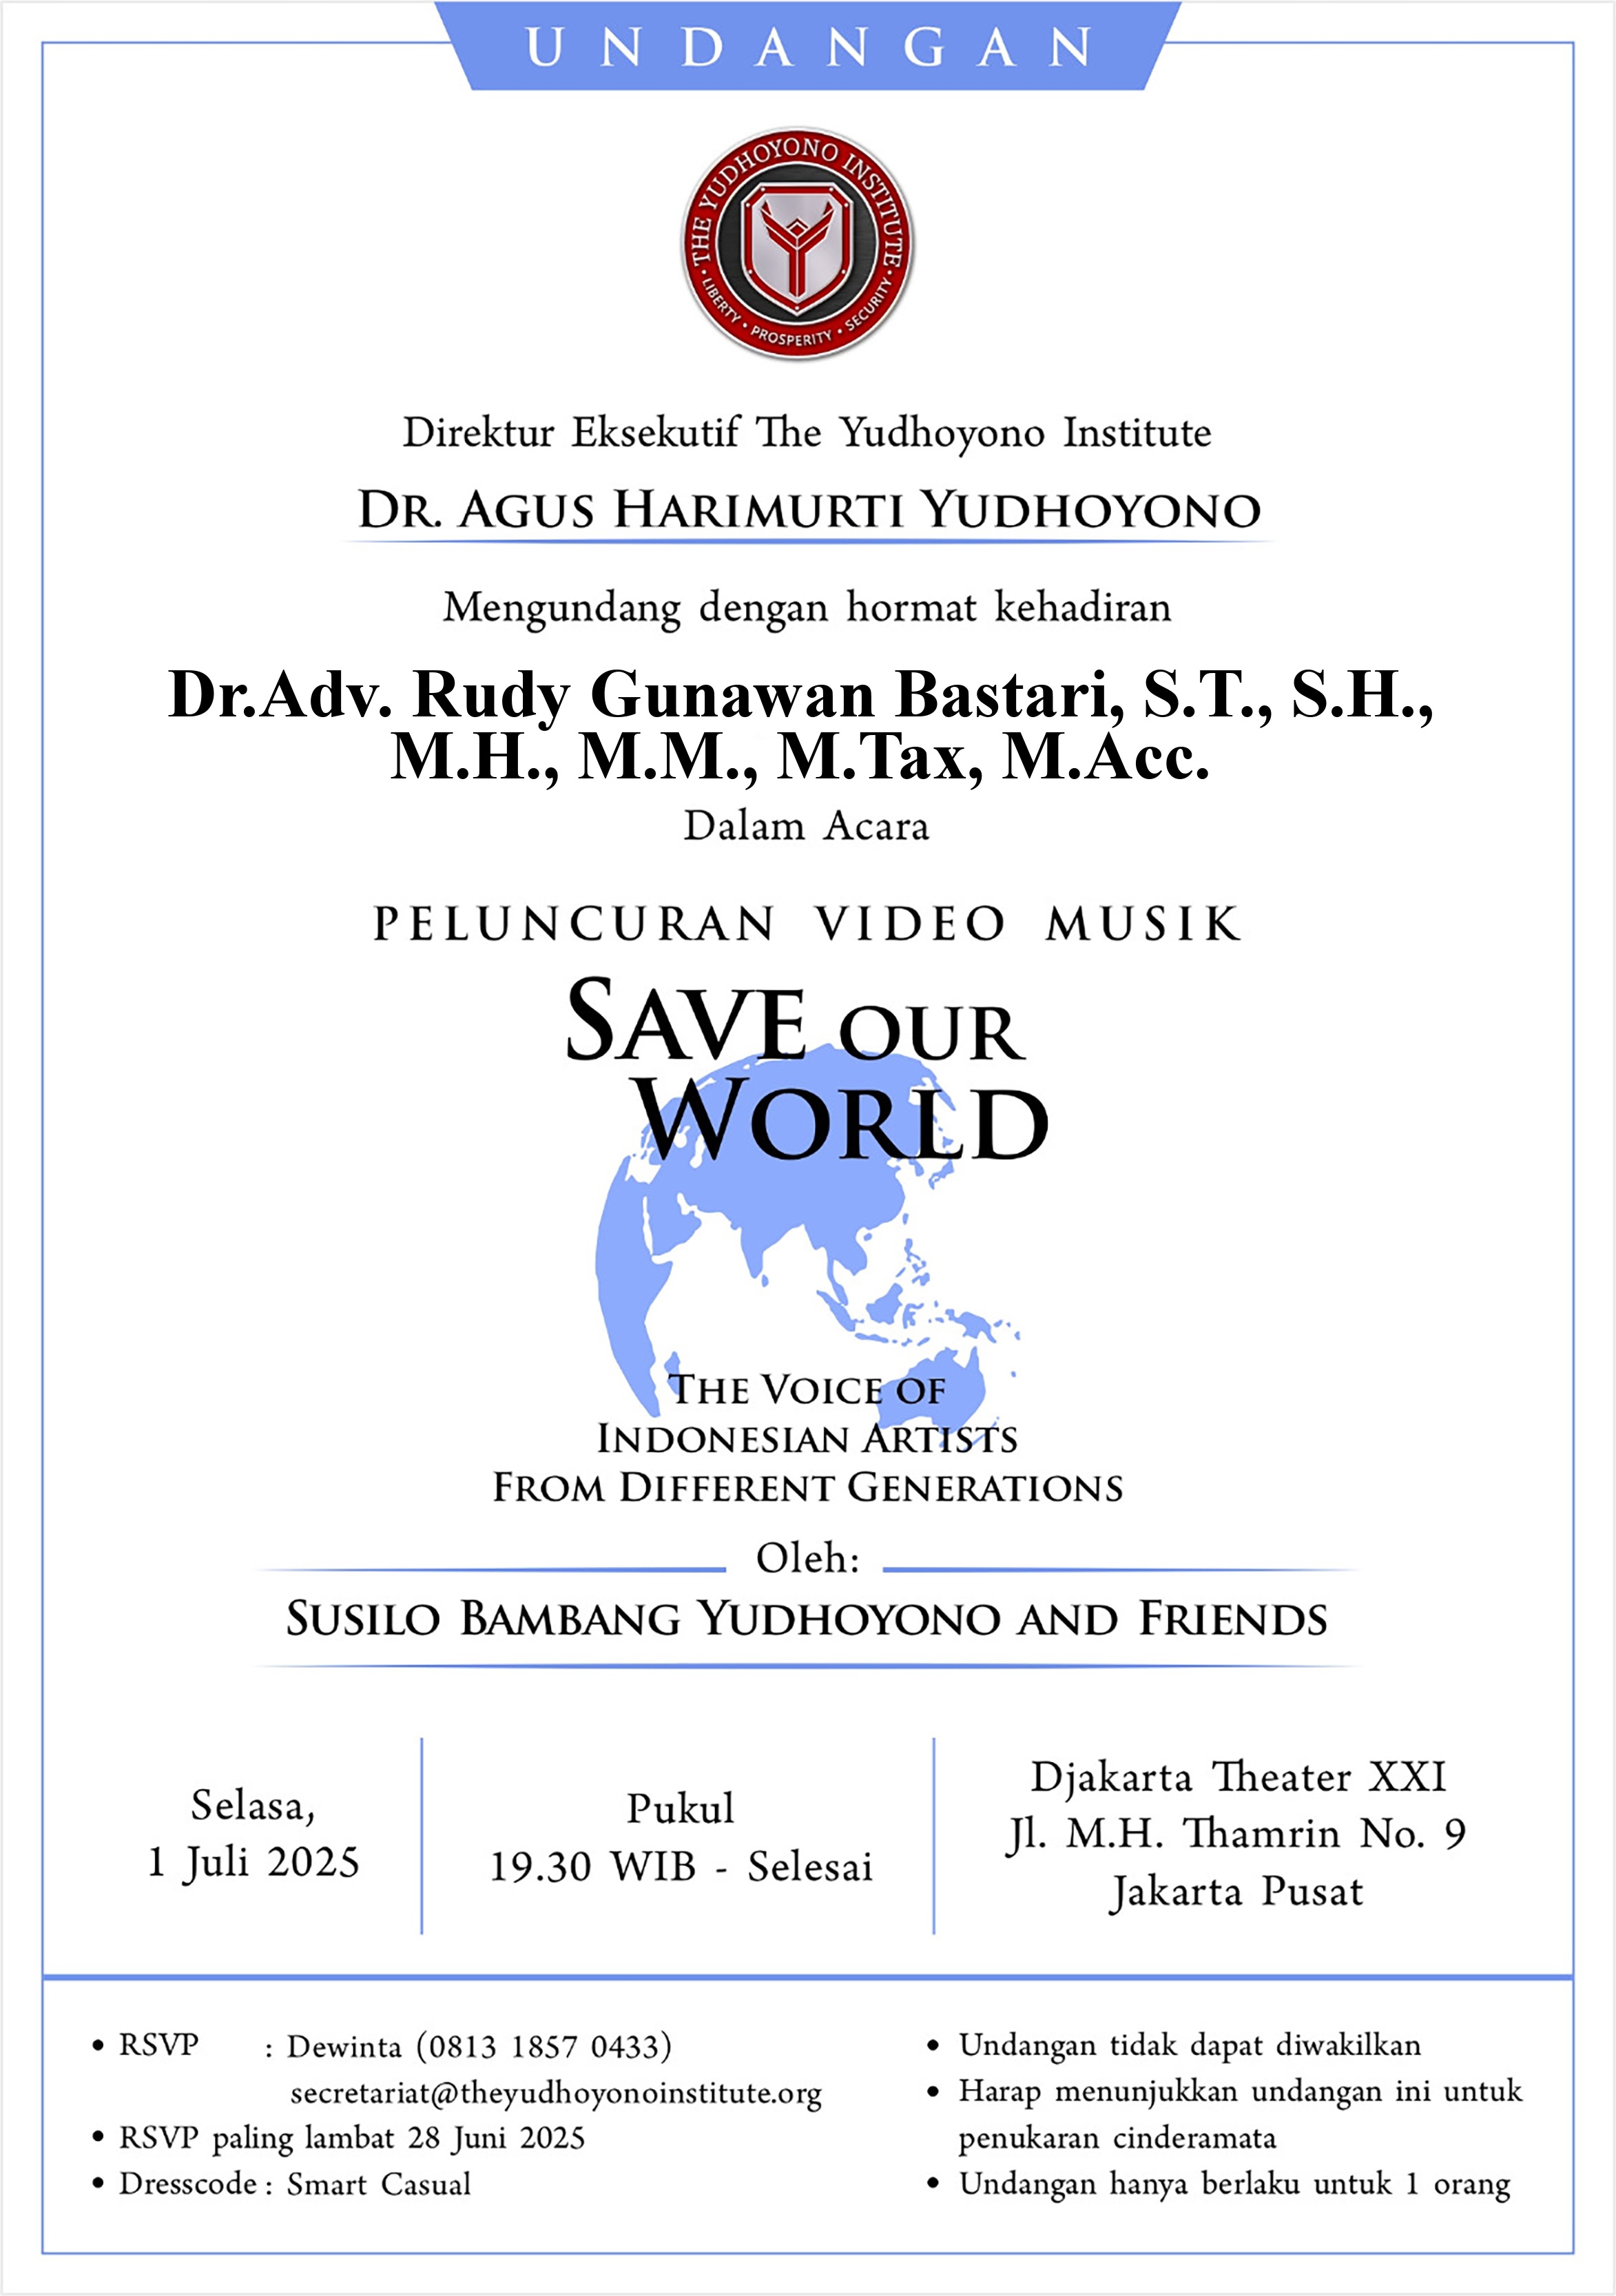 UNDANGAN
THE YUDHOYONO INSTITUTE
LIBERTY • PROSPERITY • SECURITY
Direktur Eksekutif The Yudhoyono Institute
DR. AGUS HARIMURTI YUDHOYONO
Mengundang dengan hormat kehadiran
Dr.Adv. Rudy Gunawan Bastari, S.T., S.H.,
M.H., M.M., M.Tax, M.Acc.
Dalam Acara
PELUNCURAN VIDEO MUSIK
SAVE OUR
WORLD
THE VOICE OF
INDONESIAN ARTISTS
FROM DIFFERENT GENERATIONS
Oleh:
SUSILO BAMBANG YUDHOYONO AND FRIENDS
Selasa,
1 Juli 2025
Pukul
19.30 WIB - Selesai
Djakarta Theater XXI
Jl. M.H. Thamrin No. 9
Jakarta Pusat
• RSVP : Dewinta (0813 1857 0433)
secretariat@theyudhoyonoinstitute.org
• RSVP paling lambat 28 Juni 2025
• Dresscode : Smart Casual
• Undangan tidak dapat diwakilkan
• Harap menunjukkan undangan ini untuk
penukaran cinderamata
• Undangan hanya berlaku untuk 1 orang